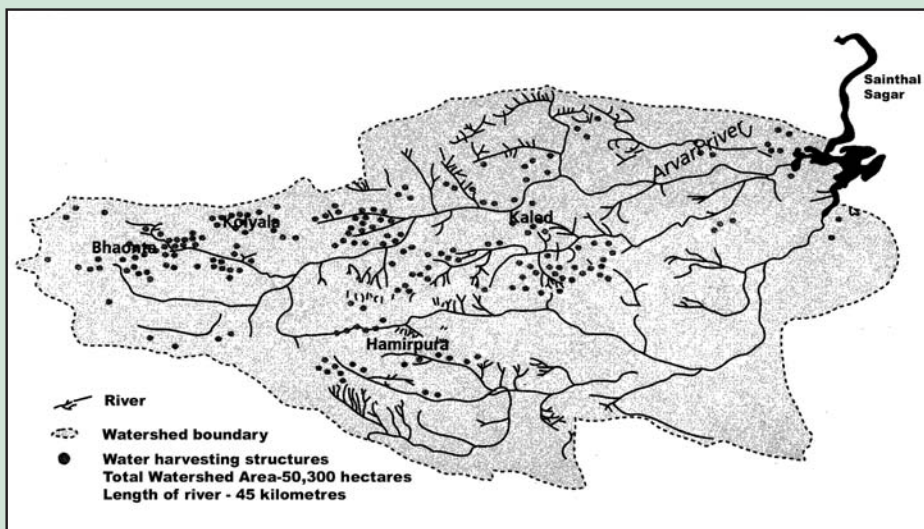 Sainthal
Sagar
Arvari river
Kolyala
Kaled
Bhaonta
Hamirpura
River
Watershed boundary
Water harvesting structures
Total Watershed Area-50,300 hectares
Length of river - 45 kilometres